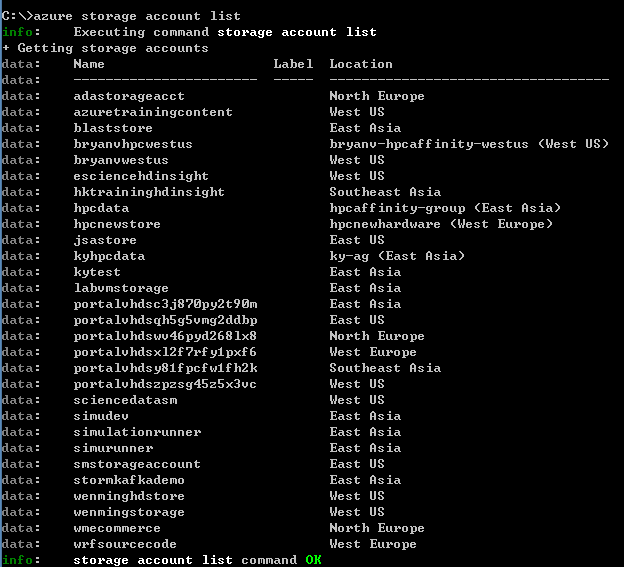 C:\>azure storage account list
info:    Executing command storage account list
+ Getting storage accounts
data:    Name                     Label  Location
data:    -----------------------  -----  -----------------------------------
data:    adastorageacct                  North Europe
data:    azuretrainingcontent            West US
data:    blaststore                      East Asia
data:    bryanvhpcwestus                 bryanv-hpcaffinity-westus (West US)
data:    bryanvwestus                    West US
data:    esciencehdinsight               West US
data:    hktraininghdinsight             Southeast Asia
data:    hpcdata                         hpcaffinity-group (East Asia)
data:    hpcnewstore                     hpcnewhardware (West Europe)
data:    jsastore                        East US
data:    kyhpcdata                       ky-ag (East Asia)
data:    kytest                          East Asia
data:    labvmstorage                    East Asia
data:    portalvhdsc3j870py2t90m         East Asia
data:    portalvhdsqh5g5vmg2ddbp         East US
data:    portalvhdswv46pyd268lx8         North Europe
data:    portalvhdsxl2f7rfy1pxf6         West Europe
data:    portalvhdsy81fpcfw1fh2k         Southeast Asia
data:    portalvhdszpzsg45z5x3vc         West US
data:    sciencedatasm                   West US
data:    simudev                         East Asia
data:    simulationrunner                East Asia
data:    simurunner                      East Asia
data:    smstorageaccount                East US
data:    stormkafkademo                  East Asia
data:    wenminghdstore                  West US
data:    wenmingstorage                  West US
data:    wmecommerce                     North Europe
data:    wrfsourcecode                   West Europe
info:    storage account list command OK